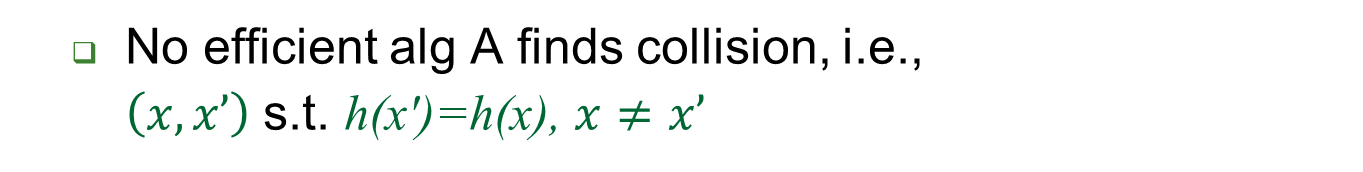 No efficient alg A finds collision, i.e.,
(x, x’) s.t. h(x')=h(x), x ≠ x’